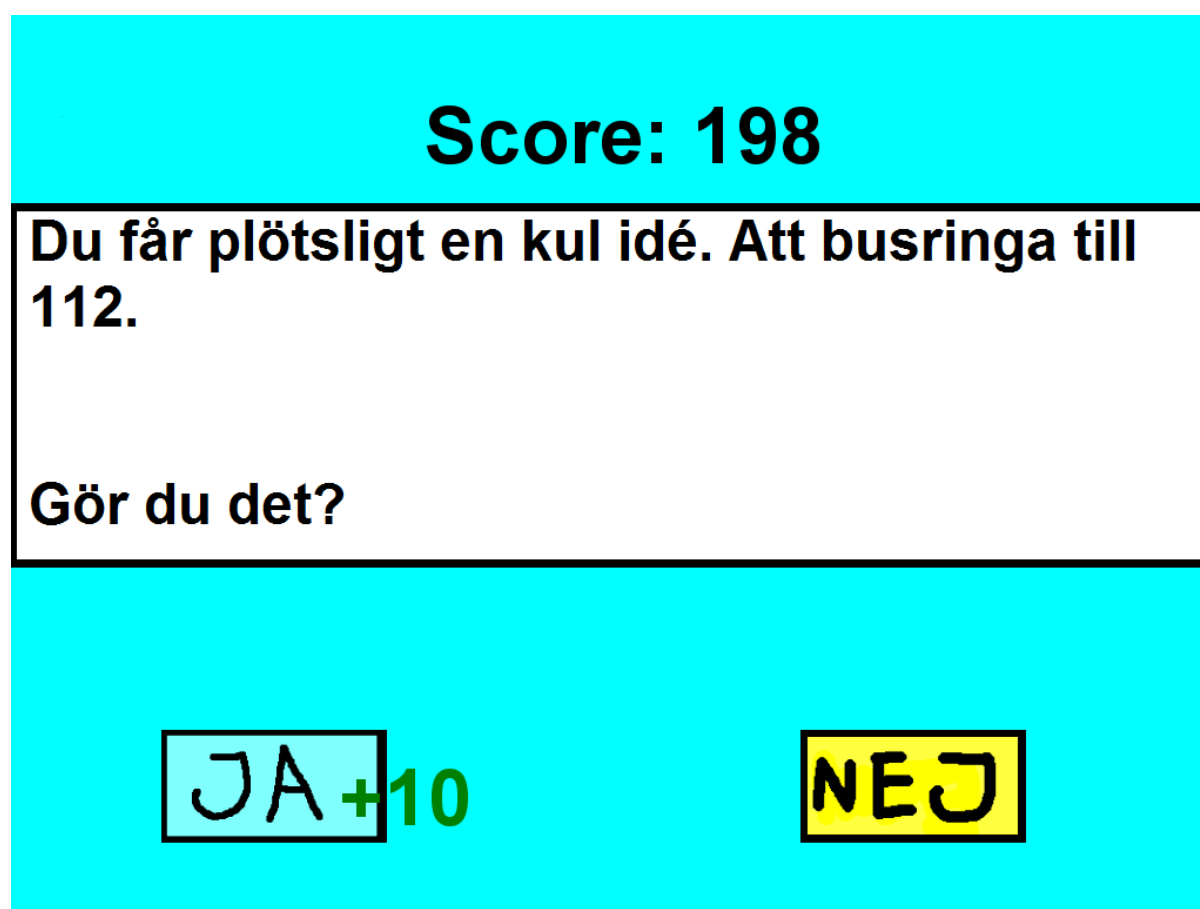 Score: 198
Du får plötsligt en kul idé. Att busringa till
112.
Gör du det?
JA +10
NEJ